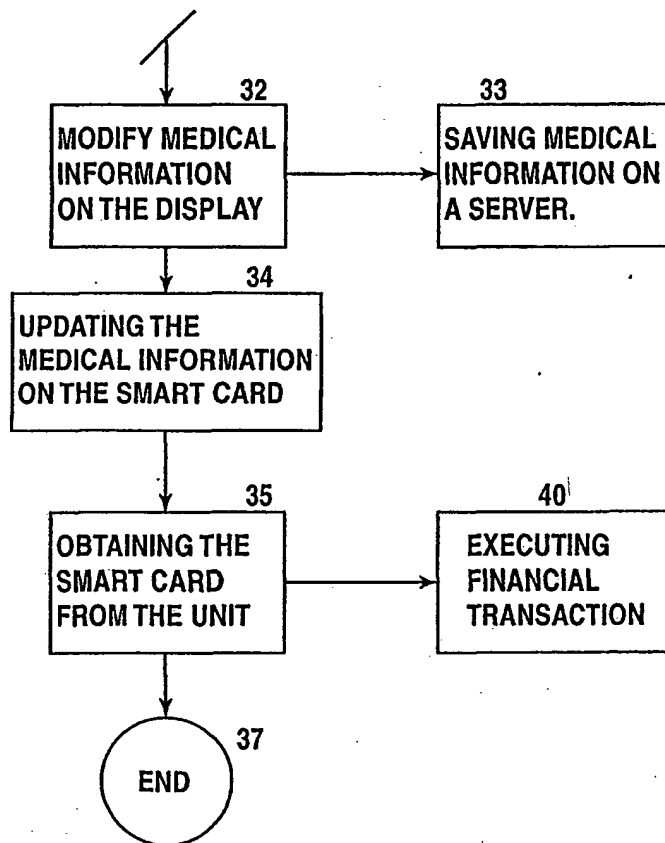 32
MODIFY MEDICAL
INFORMATION
ON THE DISPLAY
33
SAVING MEDICAL
INFORMATION ON
A SERVER.
34
UPDATING THE
MEDICAL INFORMATION
ON THE SMART CARD
35
OBTAINING THE
SMART CARD
FROM THE UNIT
40
EXECUTING
FINANCIAL
TRANSACTION
37
END